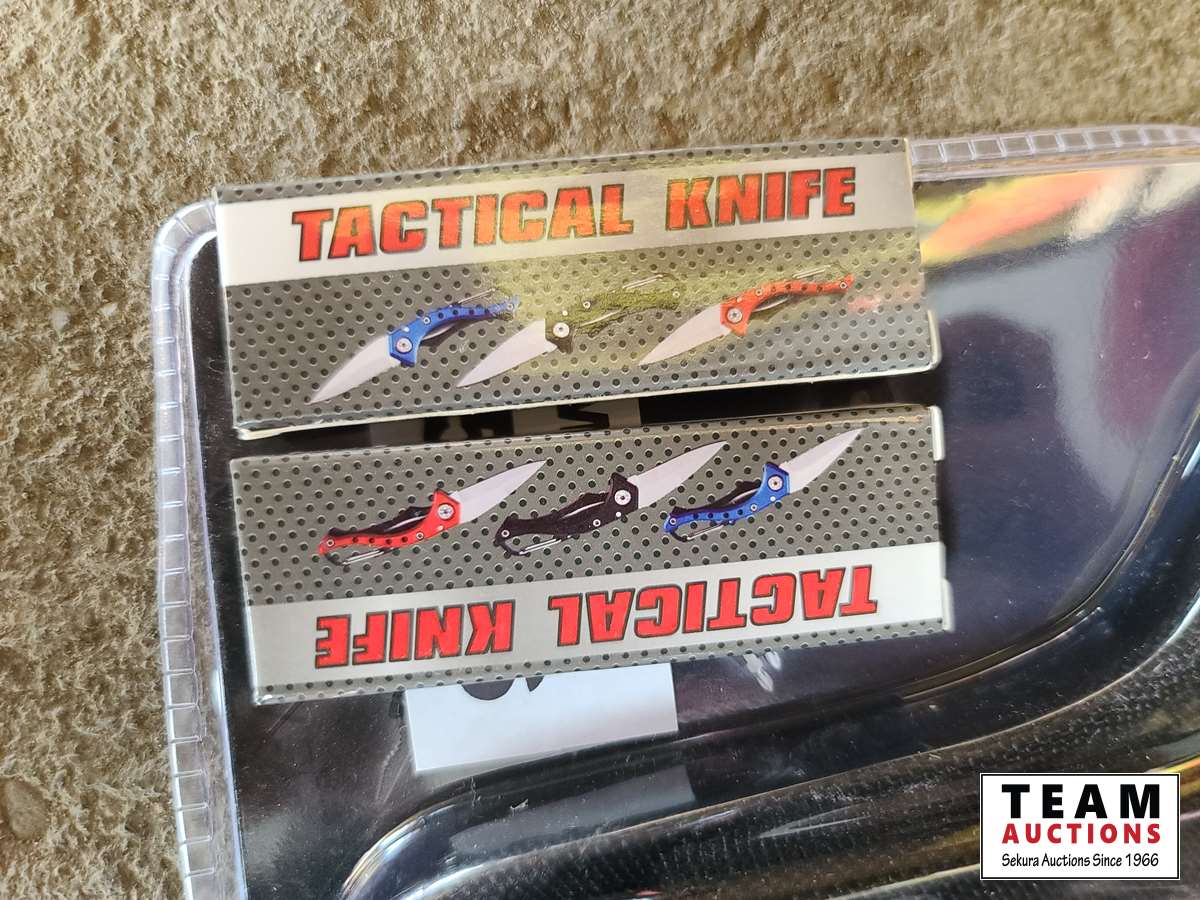 TACTICAL KNIFE
TACTICAL KNIFE
TEAM
AUCTIONS
Sekura Auctions Since 1966